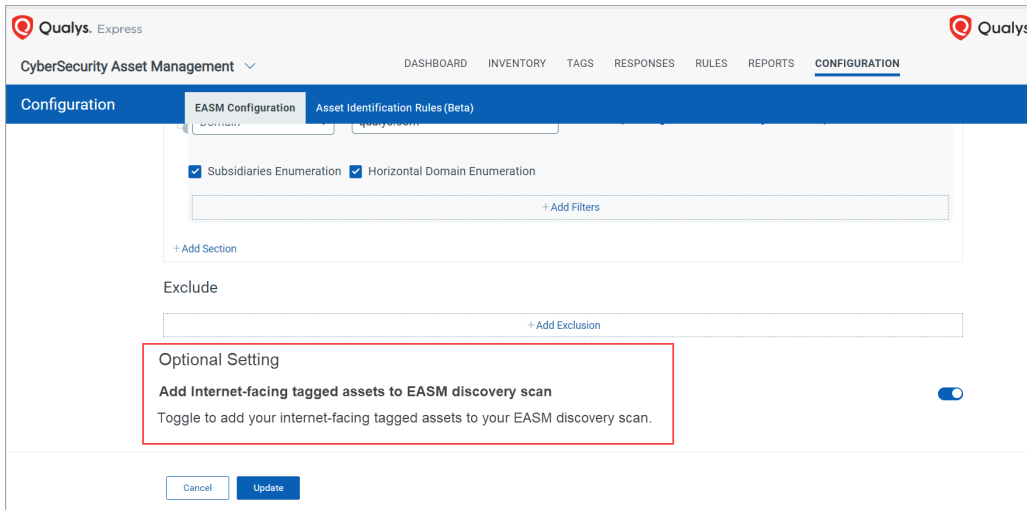 Qualys. Express
Qualys
CyberSecurity Asset Management
DASHBOARD INVENTORY TAGS RESPONSES RULES REPORTS CONFIGURATION
Configuration
EASM Configuration
Asset Identification Rules (Beta)
Domain
qualys.com
Subsidiaries Enumeration
Horizontal Domain Enumeration
+ Add Filters
+ Add Section
Exclude
+ Add Exclusion
Optional Setting
Add Internet-facing tagged assets to EASM discovery scan
Toggle to add your internet-facing tagged assets to your EASM discovery scan.
Cancel
Update